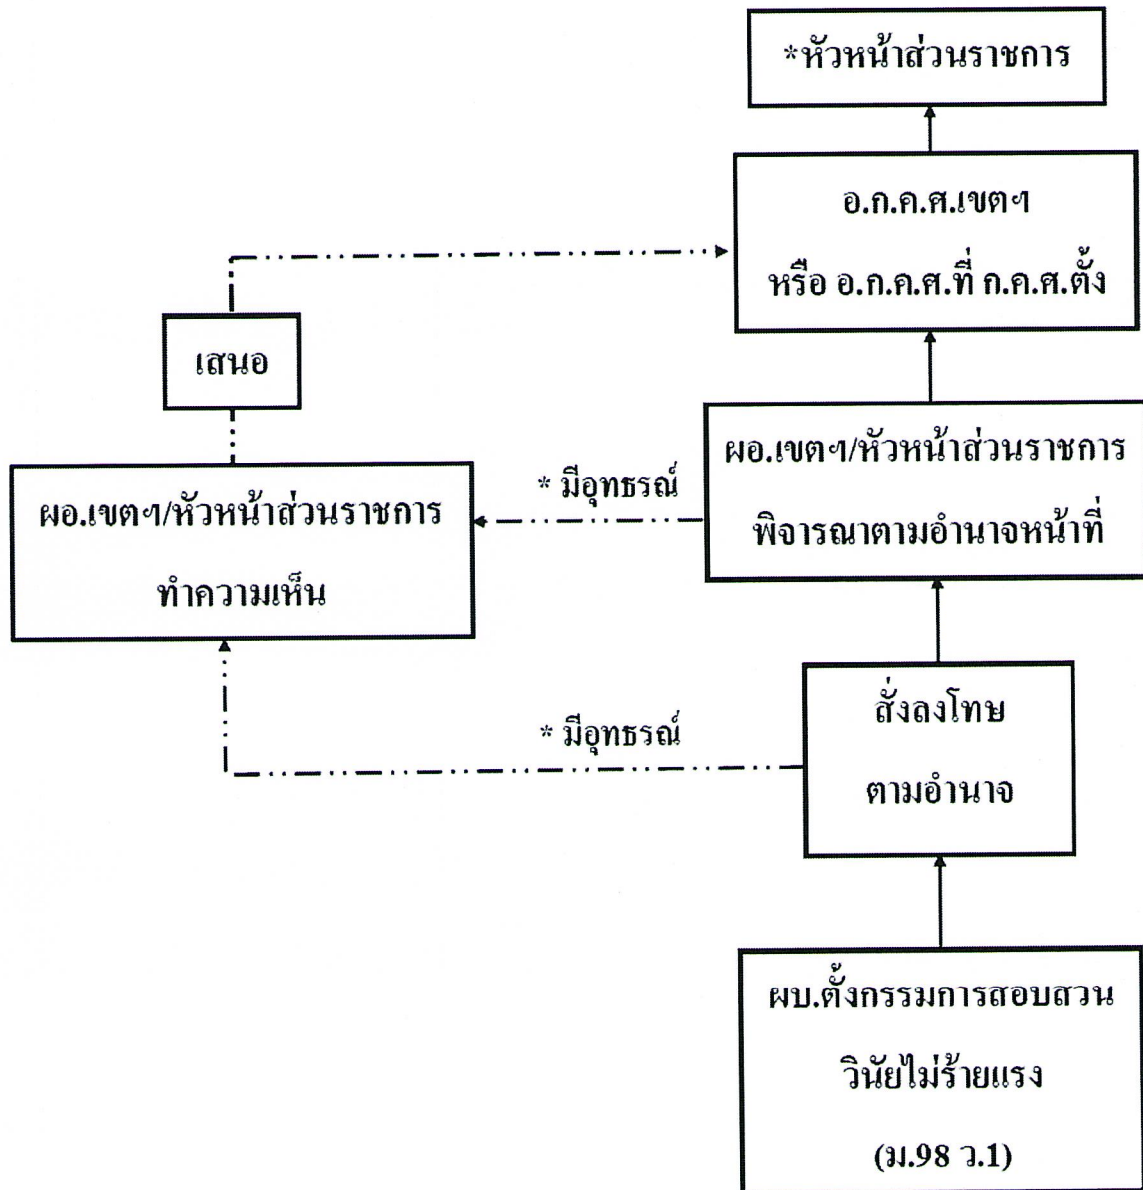 *หัวหน้าส่วนราชการ
อ.ก.ค.ศ.เขตฯ
หรือ อ.ก.ค.ศ.ที่ ก.ค.ศ.ตั้ง
เสนอ
ผอ.เขตฯ/หัวหน้าส่วนราชการ
พิจารณาตามอำนาจหน้าที่
* มีอุทธรณ์
ผอ.เขตฯ/หัวหน้าส่วนราชการ
ทำความเห็น
สั่งลงโทษ
ตามอำนาจ
* มีอุทธรณ์
ผบ.ตั้งกรรมการสอบสวน
วินัยไม่ร้ายแรง
(ม.98 ว.1)